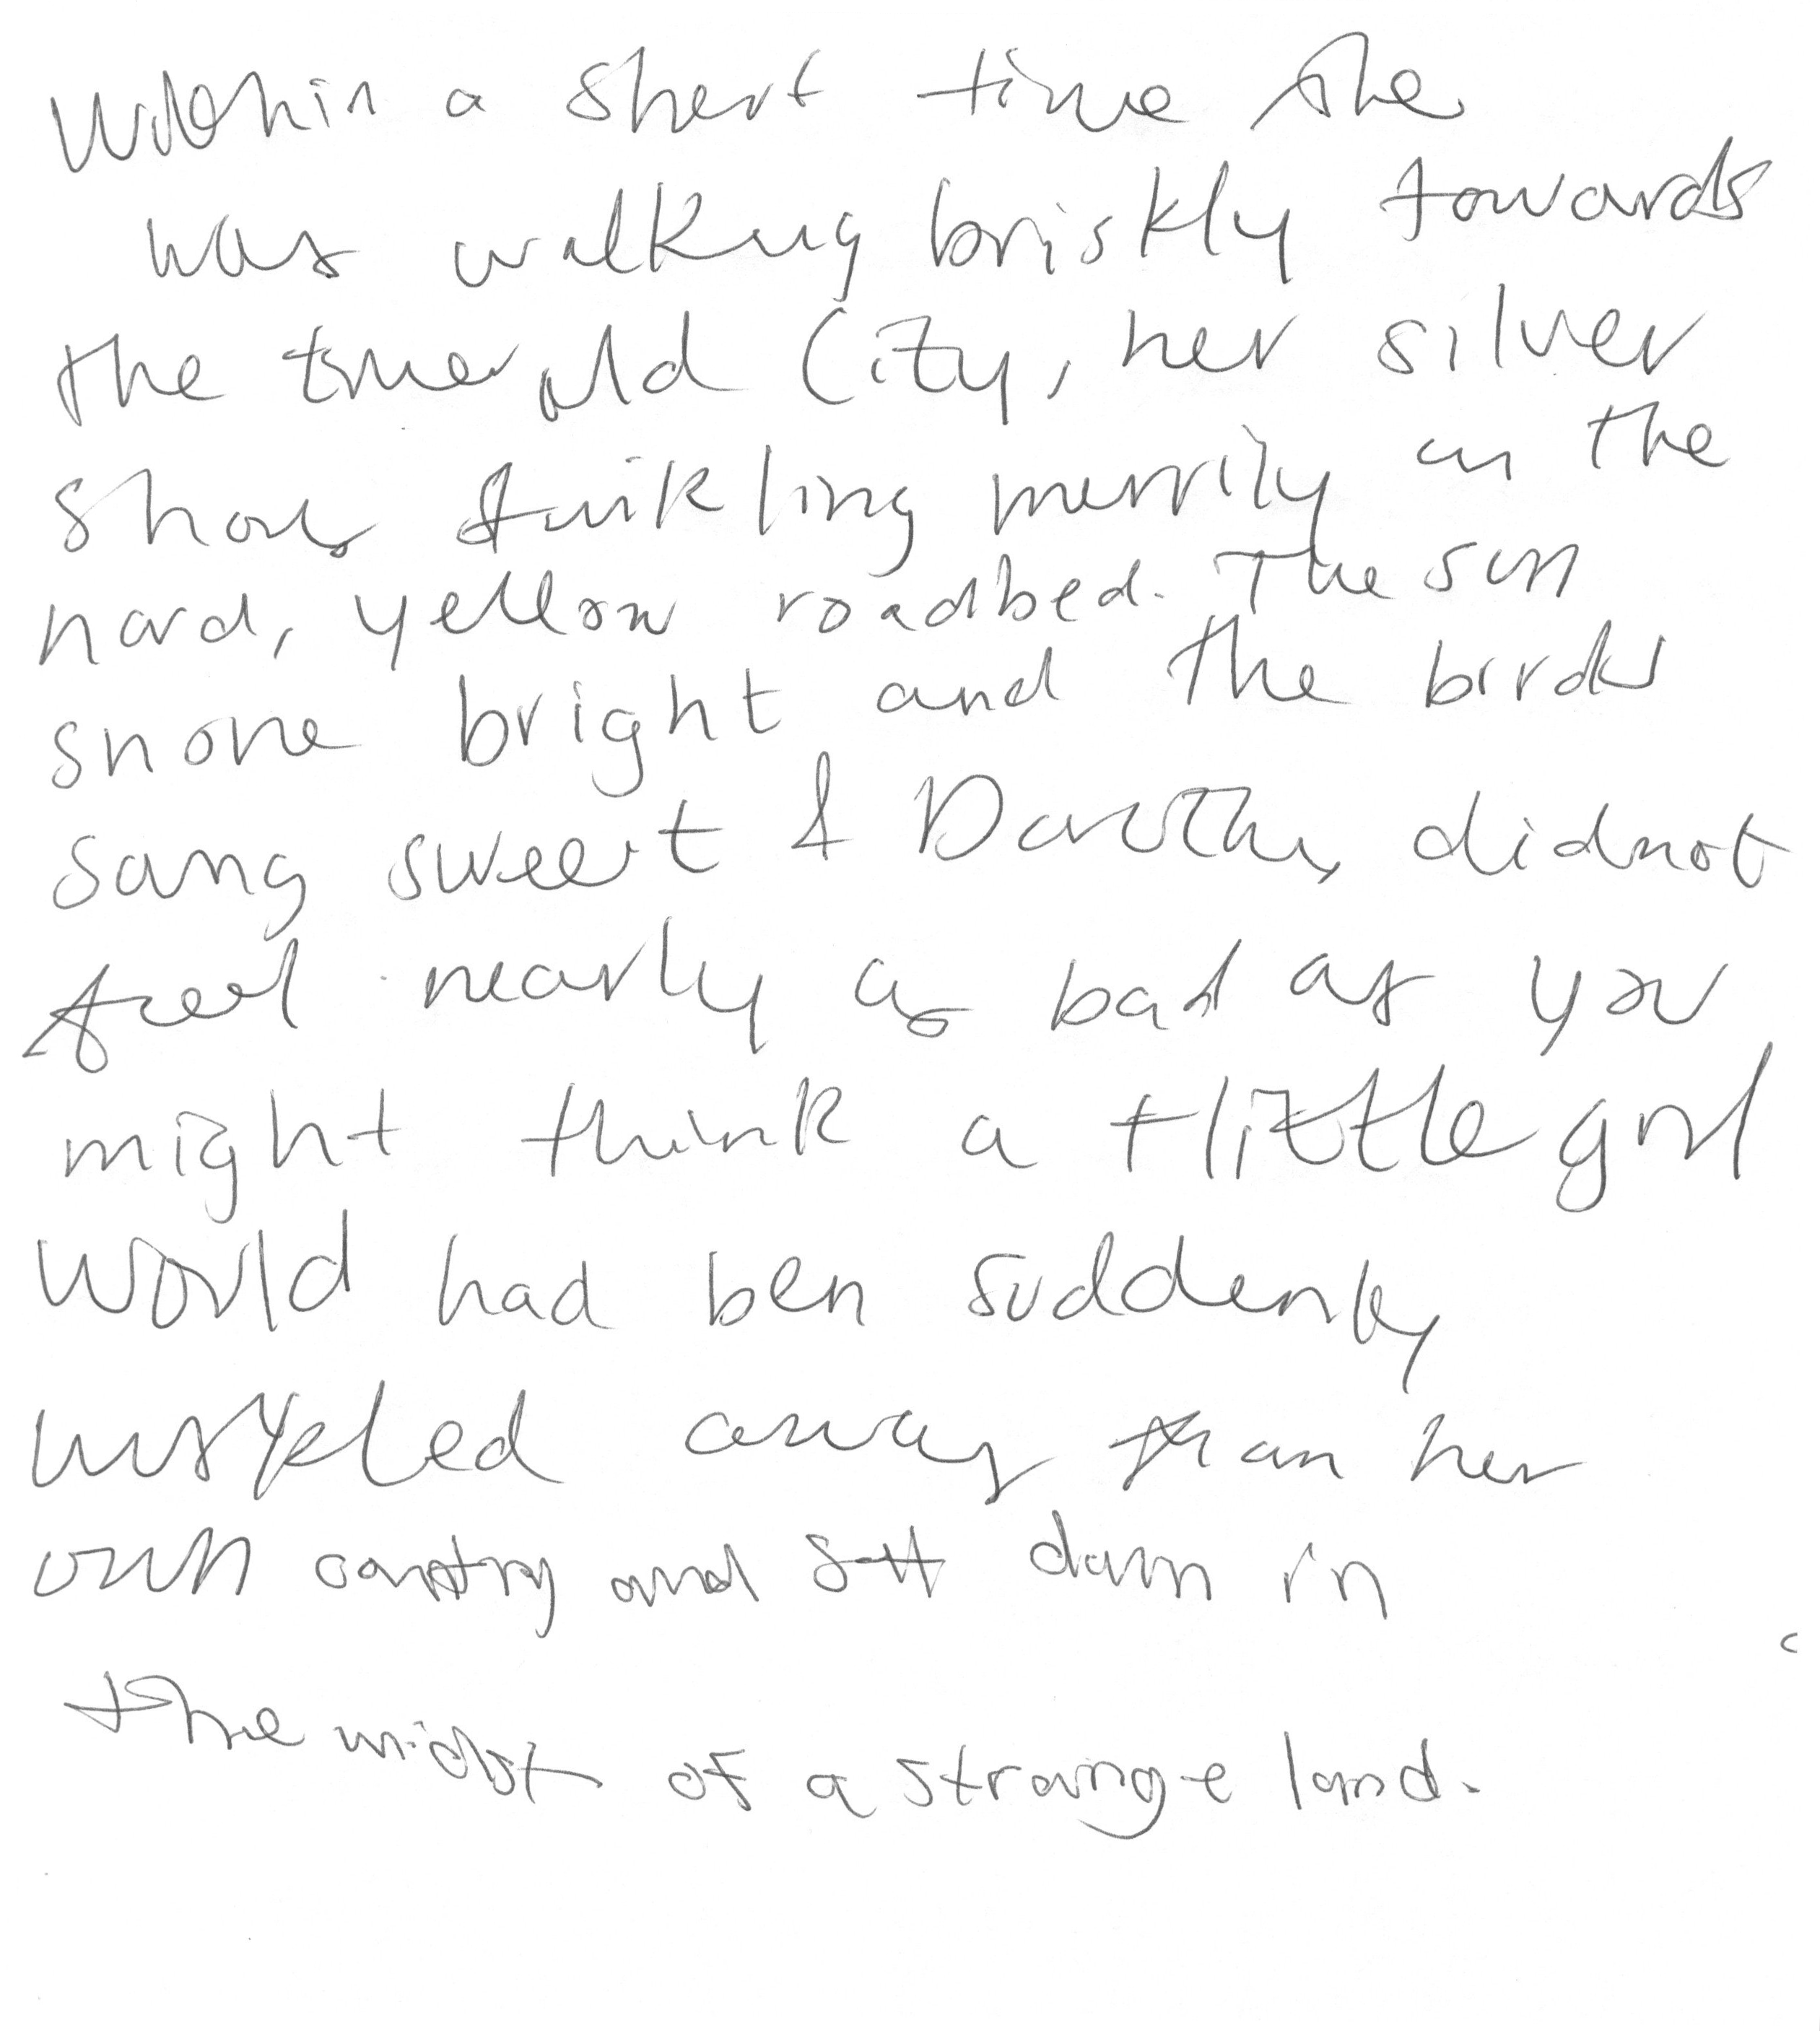 Within a short time she
was walking briskly towards
the Emerald City, her silver
shoes tinkling merrily on the
hard, yellow roadbed. The sun
shone bright and the birds
sang sweet & Dorothy did not
feel nearly as bad as you
might think a little girl
would had ben suddenly
away than her
own country and set down in
the midst of a strange land.